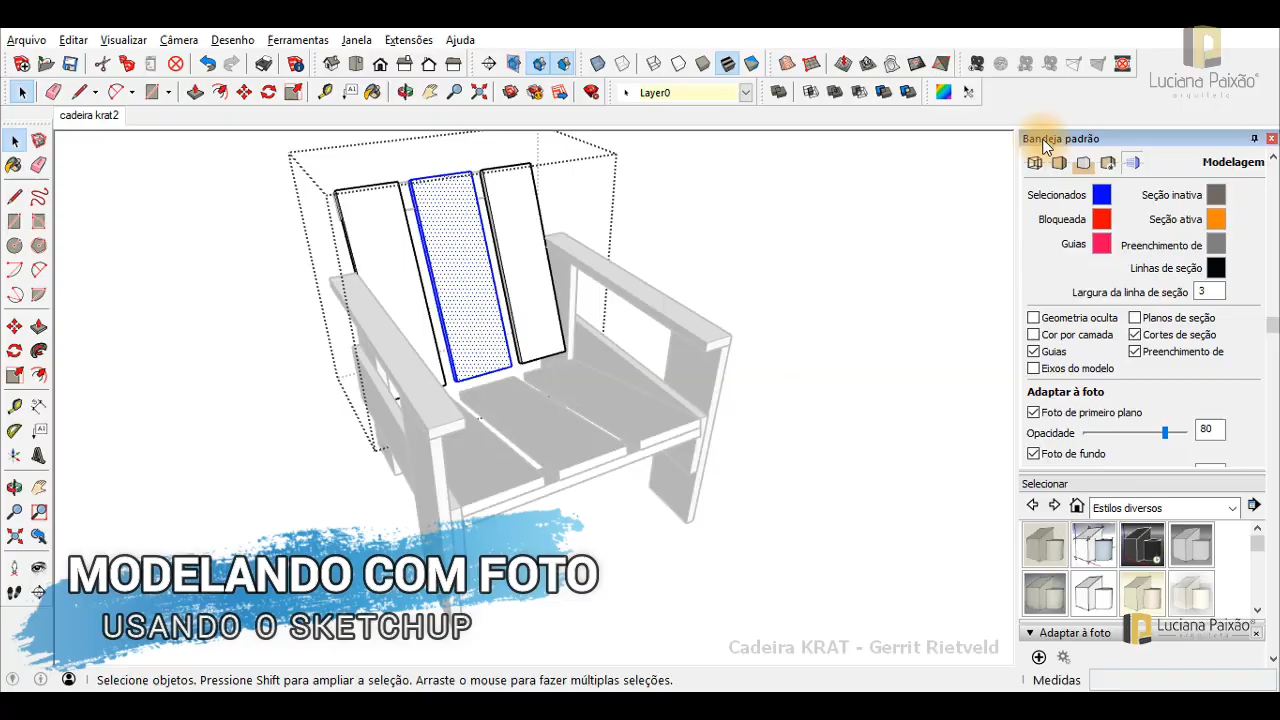 Luciana Paixão
arquiteta
Arquivo Editar Visualizar Câmera Desenho Ferramentas Janela Extensões Ajuda
Layer0
cadeira krat2
Bandeja padrão
Modelagem
Selecionados Seção inativa
Bloqueada Seção ativa
Guias Preenchimento de
Linhas de seção
Largura da linha de seção 3
Geometria oculta Planos de seção
Cor por camada Cortes de seção
Guias Preenchimento de
Eixos do modelo
Adaptar à foto
Foto de primeiro plano
Opacidade 80
Foto de fundo
Selecionar
Estilos diversos
MODELANDO COM FOTO
USANDO O SKETCHUP
Cadeira KRAT - Gerrit Rietveld
Adaptar à foto
Luciana Paixão
arquiteta
Selecione objetos. Pressione Shift para ampliar a seleção. Arraste o mouse para fazer múltiplas seleções.
Medidas